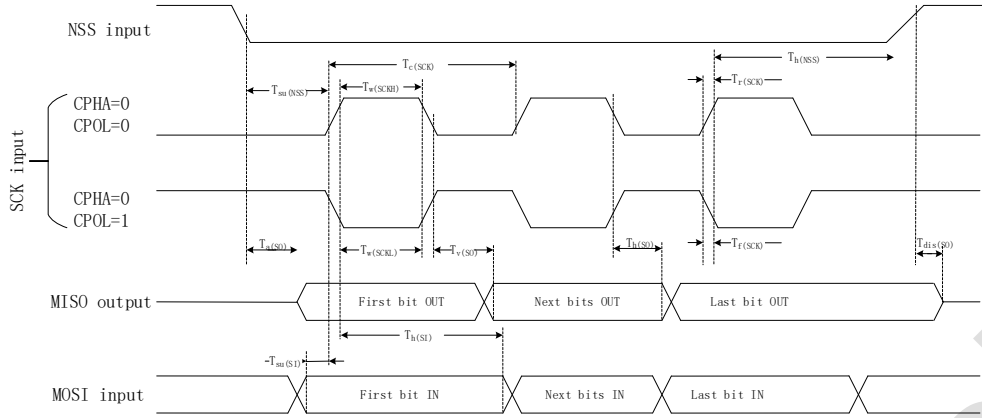 NSS input
Th(NSS)
Tc(SCK)
Tsu(NSS)
Tw(SCKH)
Tr(SCK)
CPHA=0
CPOL=0
SCK input
CPHA=0
CPOL=1
Ta(SO)
Tw(SCKL)
Tv(SO)
Th(SO)
Tf(SCK)
Tdis(SO)
MISO output
First bit OUT
Next bits OUT
Last bit OUT
Th(SI)
Tsu(SI)
MOSI input
First bit IN
Next bits IN
Last bit IN